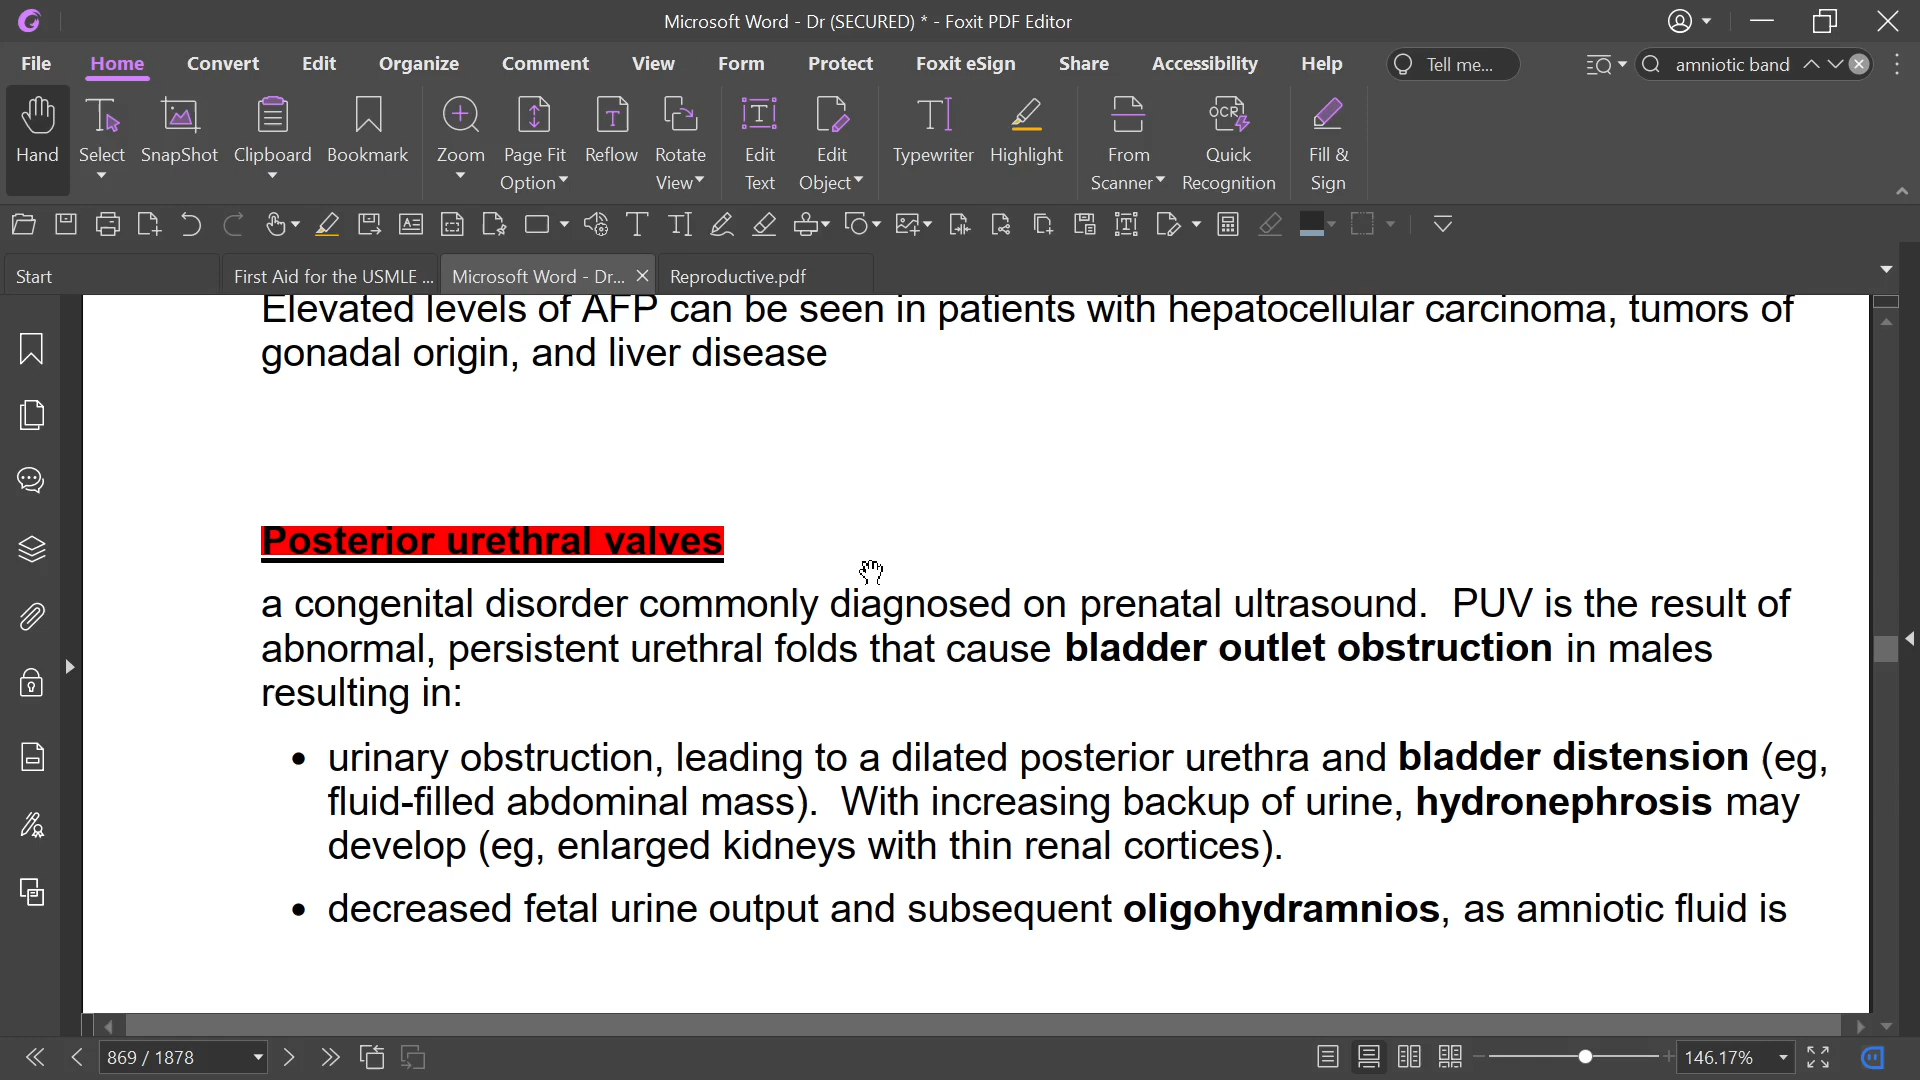 Microsoft Word - Dr (SECURED) * - Foxit PDF Editor
File Home Convert Edit Organize Comment View Form Protect Foxit eSign Share Accessibility Help Tell me... amniotic band
Hand Select SnapShot Clipboard Bookmark Zoom Page Fit Option Reflow Rotate View Edit Text Edit Object Typewriter Highlight From Scanner OCR Quick Recognition Fill & Sign
Start First Aid for the USMLE ... Microsoft Word - Dr... Reproductive.pdf
Elevated levels of AFP can be seen in patients with hepatocellular carcinoma, tumors of
gonadal origin, and liver disease
Posterior urethral valves
a congenital disorder commonly diagnosed on prenatal ultrasound. PUV is the result of
abnormal, persistent urethral folds that cause bladder outlet obstruction in males
resulting in:
• urinary obstruction, leading to a dilated posterior urethra and bladder distension (eg,
fluid-filled abdominal mass). With increasing backup of urine, hydronephrosis may
develop (eg, enlarged kidneys with thin renal cortices).
• decreased fetal urine output and subsequent oligohydramnios, as amniotic fluid is
869 / 1878 146.17%